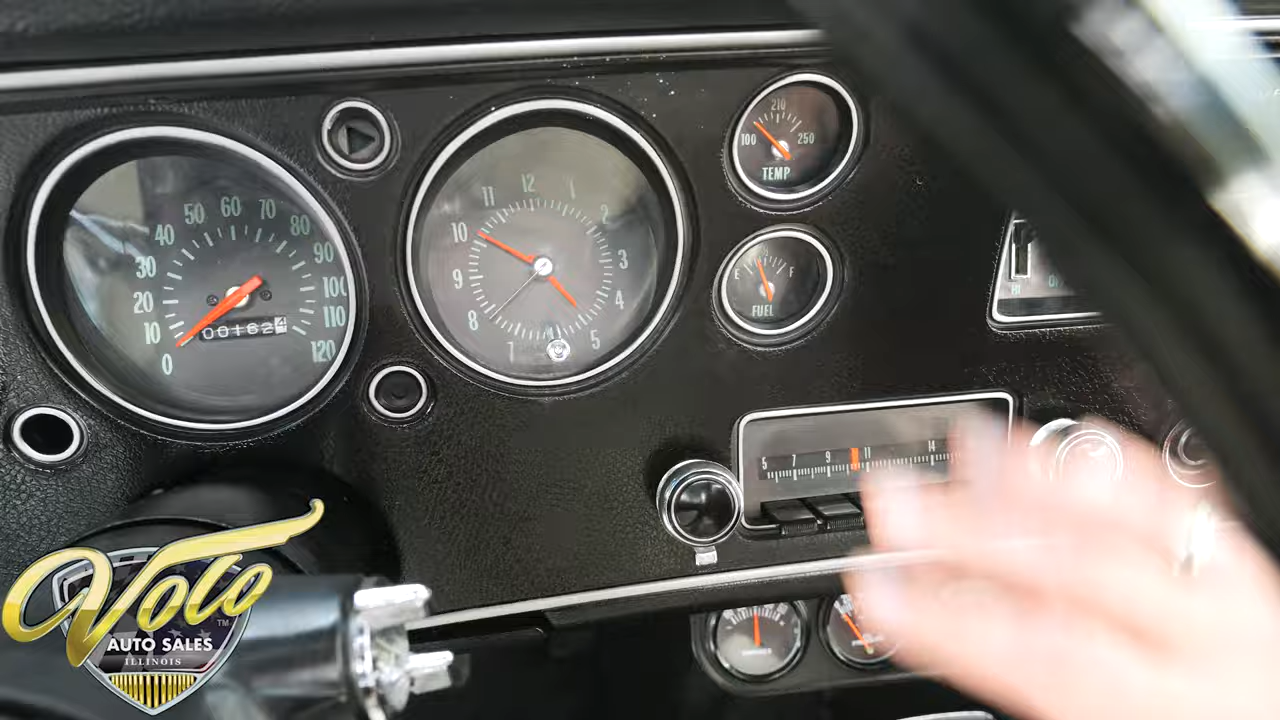 0 10 20 30 40 50 60 70 80 90 100 110 120
00162
12 1 2 3 4 5 7 8 9 10 11
100 210 250
TEMP
E F
FUEL
5 7 9 11 14
Volo
TM
AUTO SALES
ILLINOIS